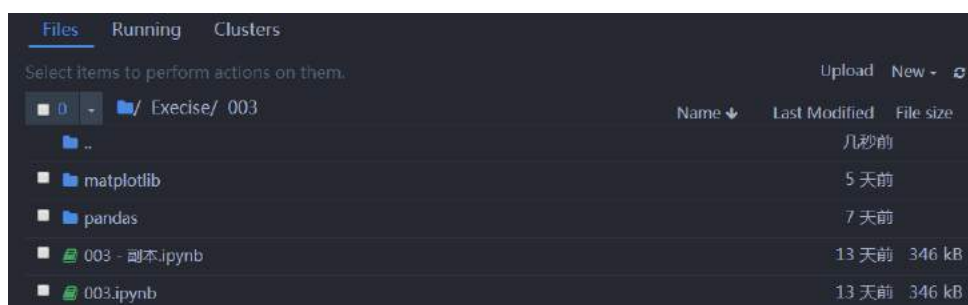 Files Running Clusters
Select items to perform actions on them. Upload New
0 / Execise/ 003 Name Last Modified File size
.. 几秒前
matplotlib 5 天前
pandas 7 天前
003 - 副本.ipynb 13 天前 346 kB
003.ipynb 13 天前 346 kB